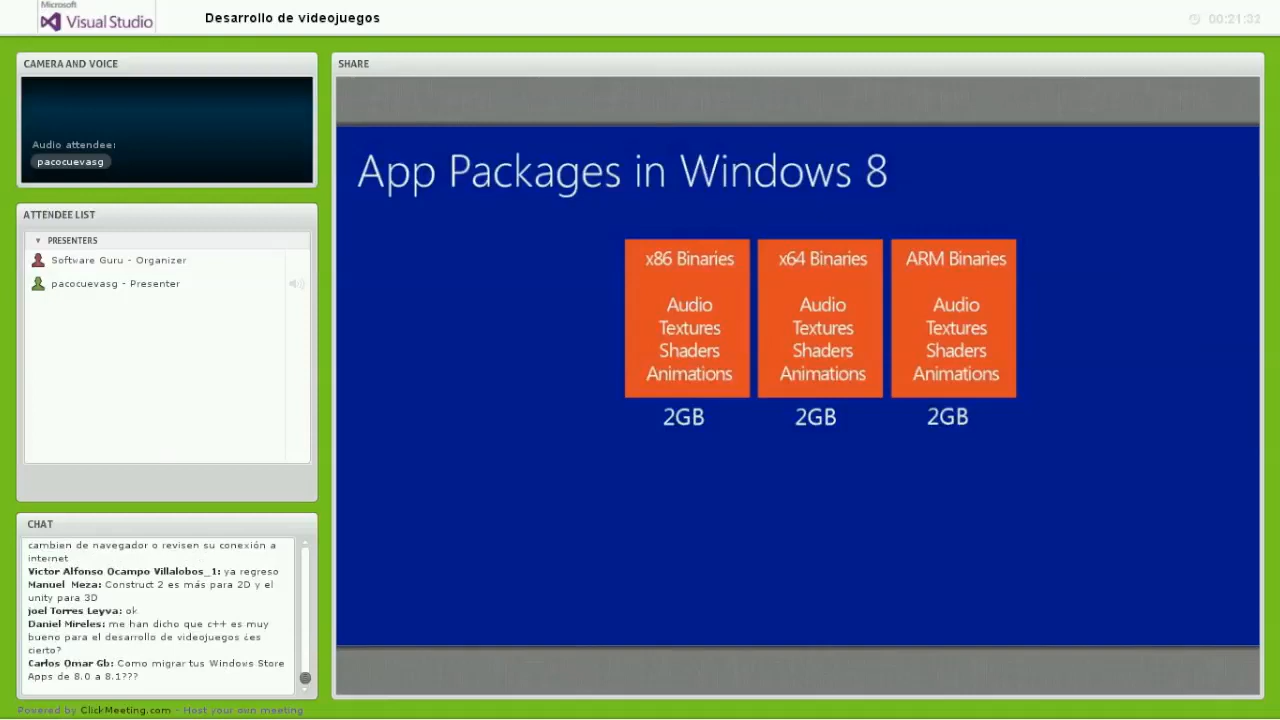 Microsoft
Visual Studio
Desarrollo de videojuegos
00:21:32
CAMERA AND VOICE
Audio attendee:
pacocuevasg
ATTENDEE LIST
PRESENTERS
Software Guru - Organizer
pacocuevasg - Presenter
CHAT
cambien de navegador o revisen su conexión a
internet
Victor Alfonso Ocampo Villalobos_1: ya regreso
Manuel Meza: Construct 2 es más para 2D y el
unity para 3D
joel Torres Leyva: ok
Daniel Mireles: me han dicho que c++ es muy
bueno para el desarrollo de videojuegos ¿es
cierto?
Carlos Omar Gb: Como migrar tus Windows Store
Apps de 8.0 a 8.1???
Powered by ClickMeeting.com - Host your own meeting
SHARE
App Packages in Windows 8
x86 Binaries
Audio
Textures
Shaders
Animations
2GB
x64 Binaries
Audio
Textures
Shaders
Animations
2GB
ARM Binaries
Audio
Textures
Shaders
Animations
2GB